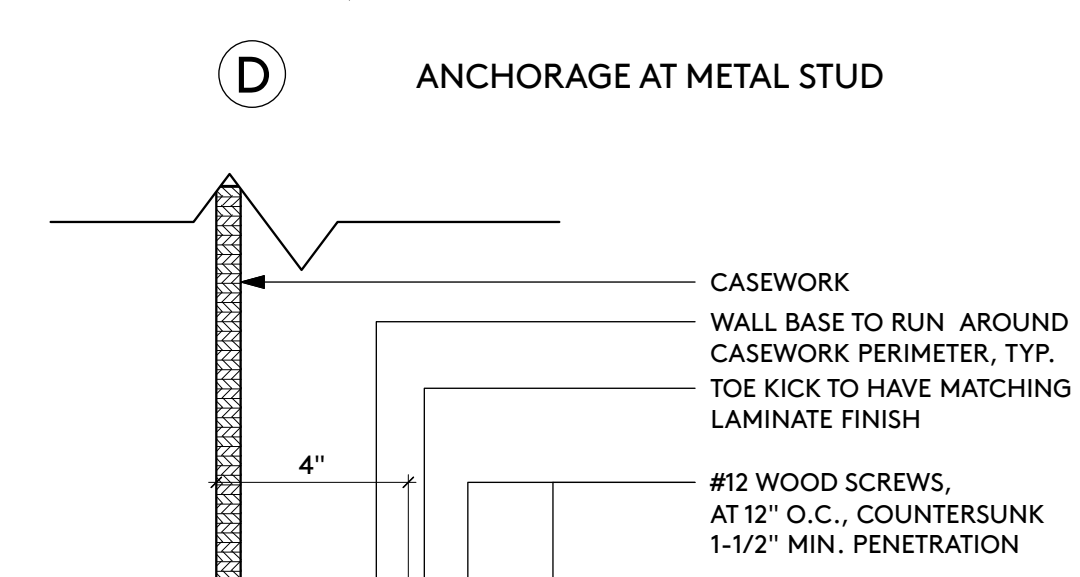 D
ANCHORAGE AT METAL STUD
CASEWORK
WALL BASE TO RUN AROUND
CASEWORK PERIMETER, TYP.
TOE KICK TO HAVE MATCHING
LAMINATE FINISH
4"
#12 WOOD SCREWS,
AT 12" O.C., COUNTERSUNK
1-1/2" MIN. PENETRATION